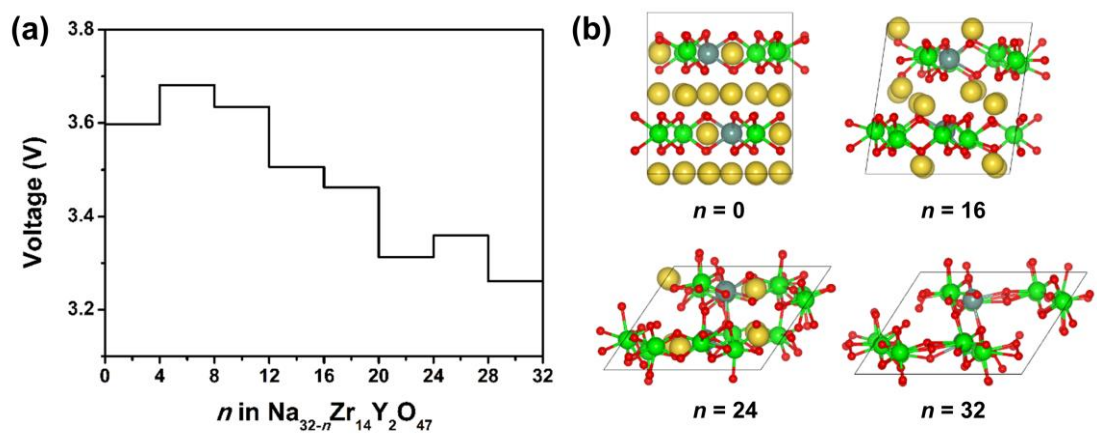 (a)
3.8
3.6
3.4
3.2
Voltage (V)
0 4 8 12 16 20 24 28 32
n in Na₃₂₋ₙZr₁₄Y₂O₄₇
(b)
n = 0
n = 16
n = 24
n = 32